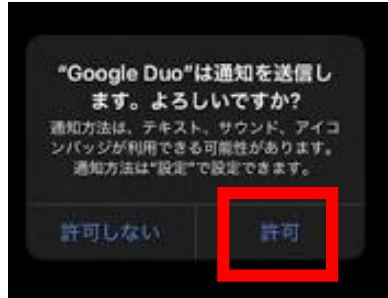 “Google Duo”は通知を送信し
ます。よろしいですか?
通知方法は、テキスト、サウンド、アイコ
ンバッジが利用できる可能性があります。
通知方法は“設定”で設定できます。
許可しない 許可